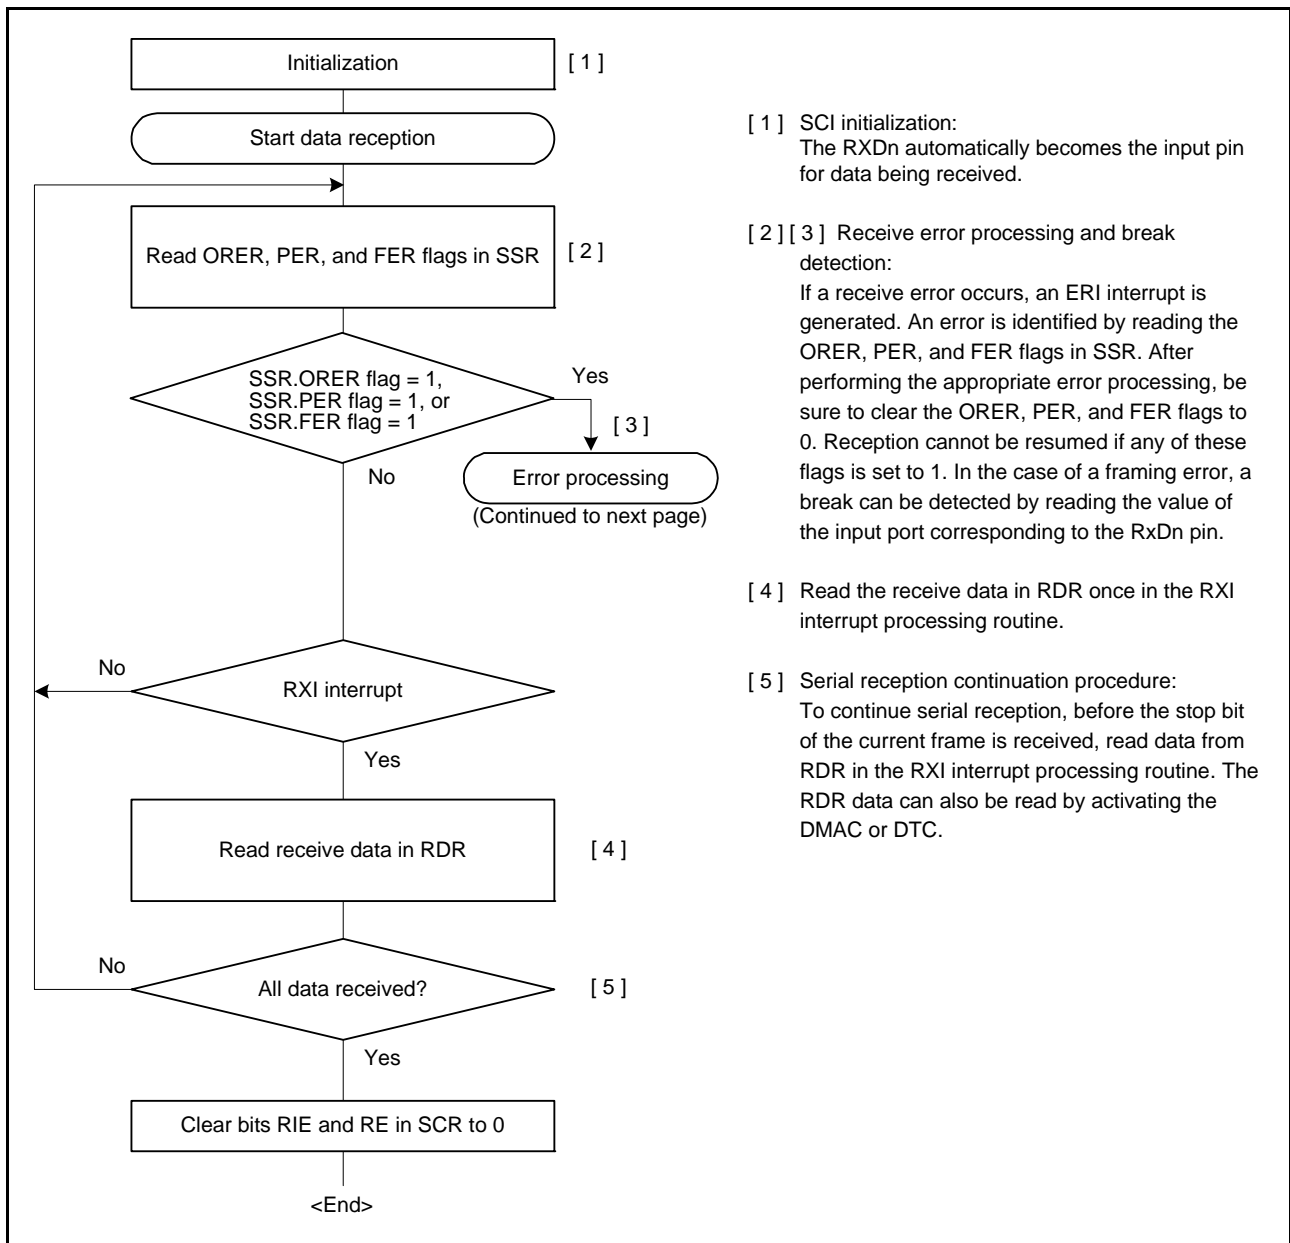 Initialization
[ 1 ]
Start data reception
Read ORER, PER, and FER flags in SSR
[ 2 ]
SSR.ORER flag = 1,
SSR.PER flag = 1, or
SSR.FER flag = 1
Yes
[ 3 ]
No
Error processing
(Continued to next page)
No
RXI interrupt
Yes
Read receive data in RDR
[ 4 ]
No
All data received?
[ 5 ]
Yes
Clear bits RIE and RE in SCR to 0
<End>
[ 1 ] SCI initialization:
The RXDn automatically becomes the input pin
for data being received.
[ 2 ] [ 3 ] Receive error processing and break
detection:
If a receive error occurs, an ERI interrupt is
generated. An error is identified by reading the
ORER, PER, and FER flags in SSR. After
performing the appropriate error processing, be
sure to clear the ORER, PER, and FER flags to
0. Reception cannot be resumed if any of these
flags is set to 1. In the case of a framing error, a
break can be detected by reading the value of
the input port corresponding to the RxDn pin.
[ 4 ] Read the receive data in RDR once in the RXI
interrupt processing routine.
[ 5 ] Serial reception continuation procedure:
To continue serial reception, before the stop bit
of the current frame is received, read data from
RDR in the RXI interrupt processing routine. The
RDR data can also be read by activating the
DMAC or DTC.